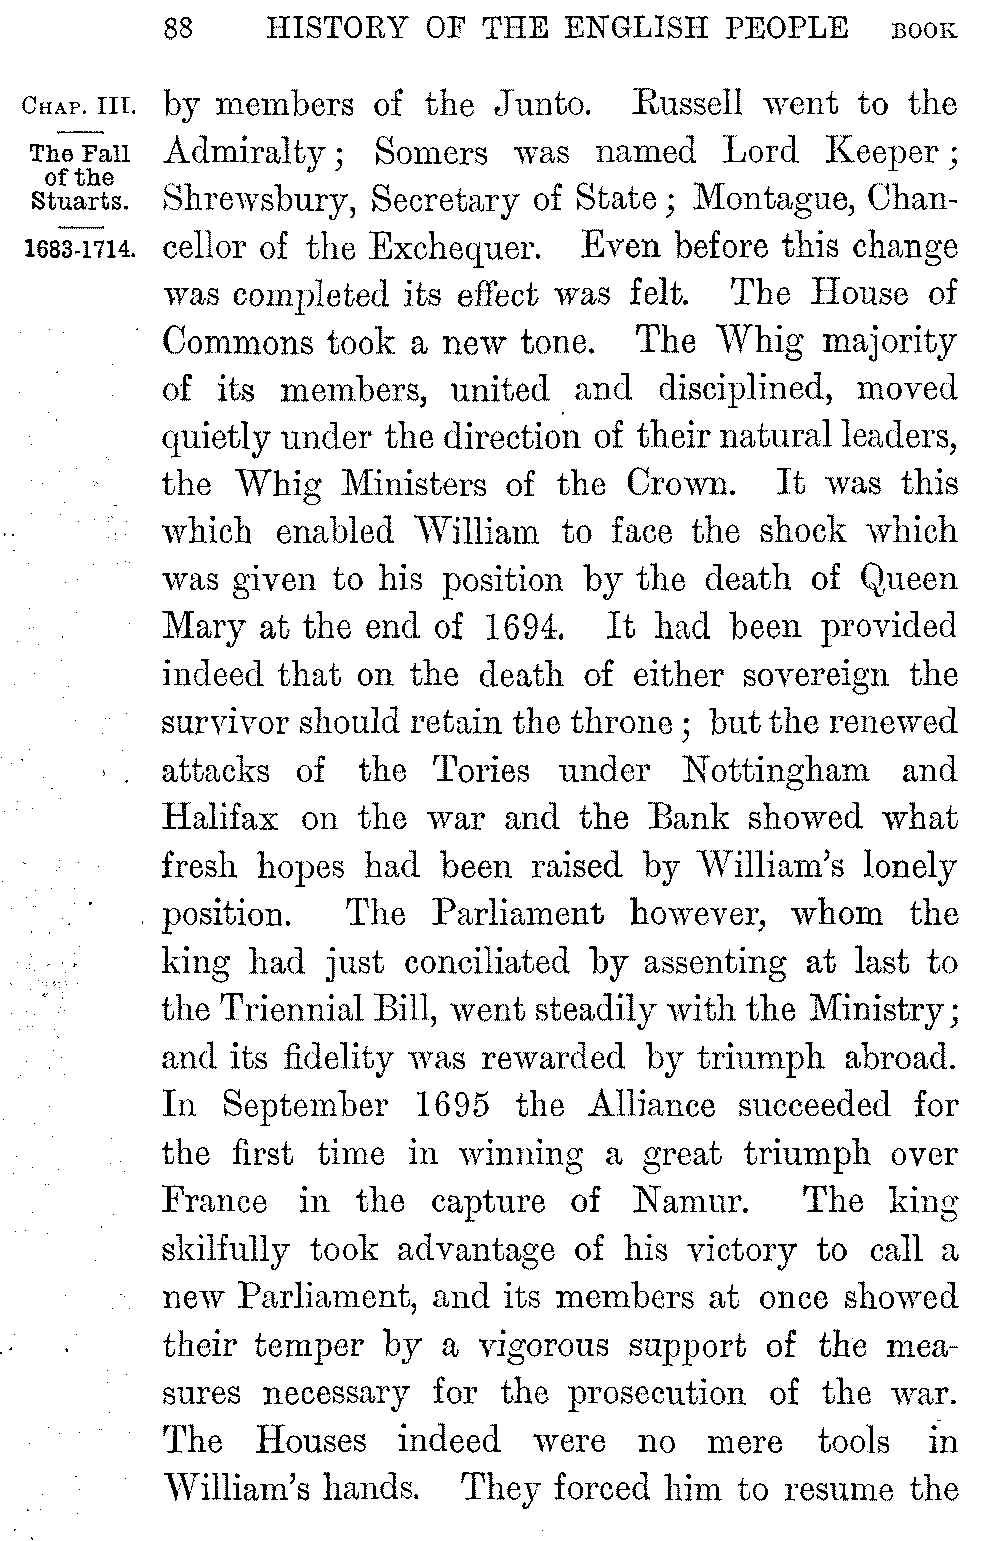 88 HISTORY OF THE ENGLISH PEOPLE BOOK
CHAP. III.
The Fall
of the
Stuarts.
1683-1714.
by members of the Junto. Russell went to the
Admiralty; Somers was named Lord Keeper;
Shrewsbury, Secretary of State; Montague, Chan-
cellor of the Exchequer. Even before this change
was completed its effect was felt. The House of
Commons took a new tone. The Whig majority
of its members, united and disciplined, moved
quietly under the direction of their natural leaders,
the Whig Ministers of the Crown. It was this
which enabled William to face the shock which
was given to his position by the death of Queen
Mary at the end of 1694. It had been provided
indeed that on the death of either sovereign the
survivor should retain the throne; but the renewed
attacks of the Tories under Nottingham and
Halifax on the war and the Bank showed what
fresh hopes had been raised by William's lonely
position. The Parliament however, whom the
king had just conciliated by assenting at last to
the Triennial Bill, went steadily with the Ministry;
and its fidelity was rewarded by triumph abroad.
In September 1695 the Alliance succeeded for
the first time in winning a great triumph over
France in the capture of Namur. The king
skilfully took advantage of his victory to call a
new Parliament, and its members at once showed
their temper by a vigorous support of the mea-
sures necessary for the prosecution of the war.
The Houses indeed were no mere tools in
William's hands. They forced him to resume the